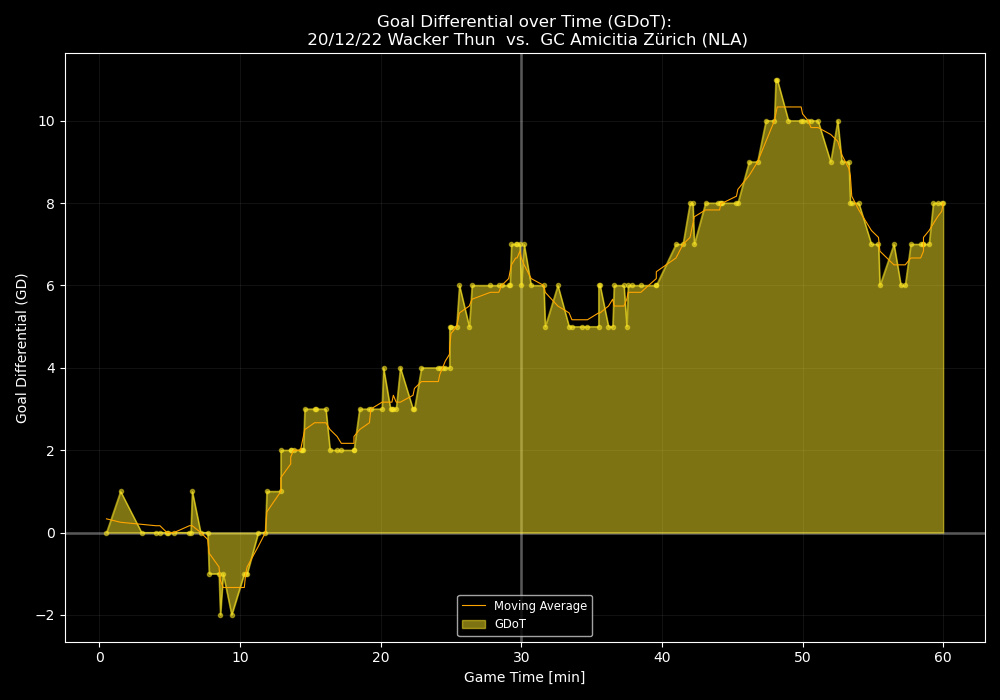 Goal Differential over Time (GDoT):
20/12/22 Wacker Thun  vs.  GC Amicitia Zürich (NLA)
Goal Differential (GD)
10
8
6
4
2
0
−2
0 10 20 30 40 50 60
Game Time [min]
Moving Average
GDoT